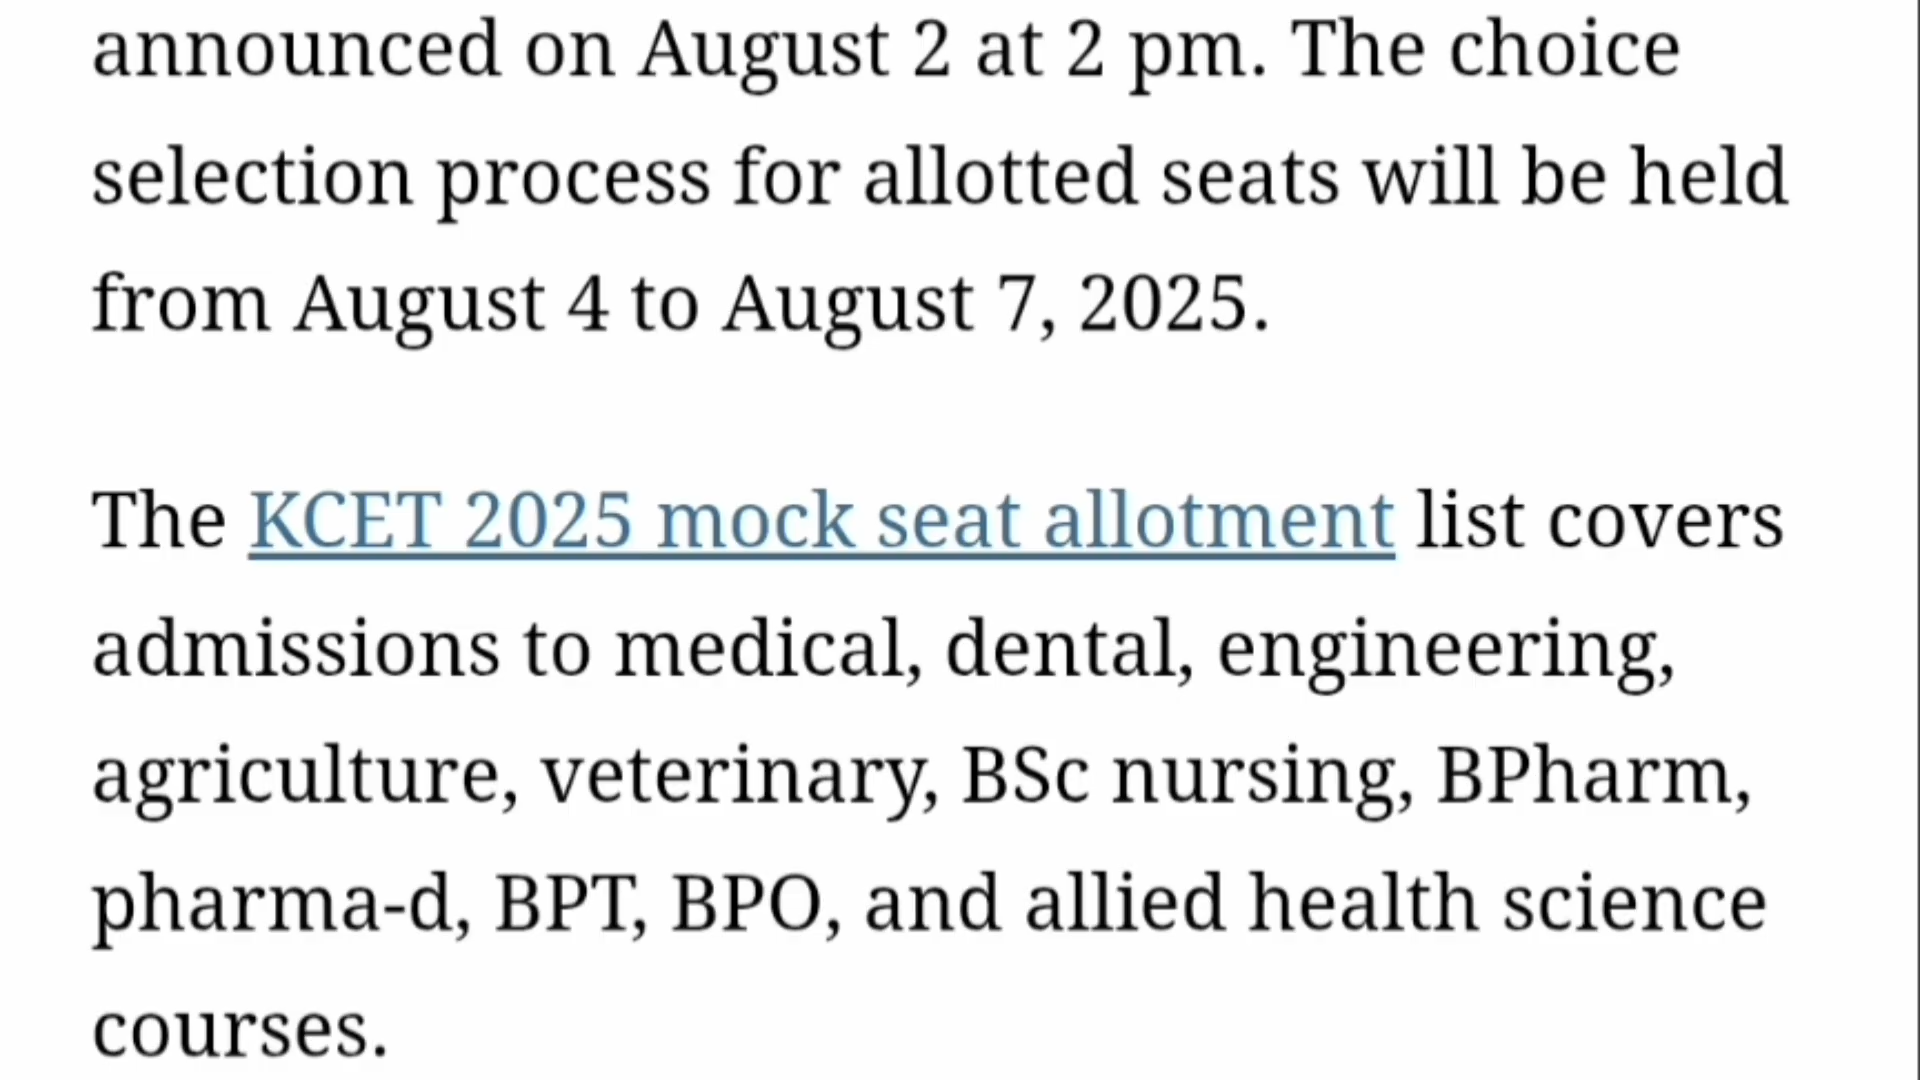 announced on August 2 at 2 pm. The choice
selection process for allotted seats will be held
from August 4 to August 7, 2025.
The KCET 2025 mock seat allotment list covers
admissions to medical, dental, engineering,
agriculture, veterinary, BSc nursing, BPharm,
pharma-d, BPT, BPO, and allied health science
courses.